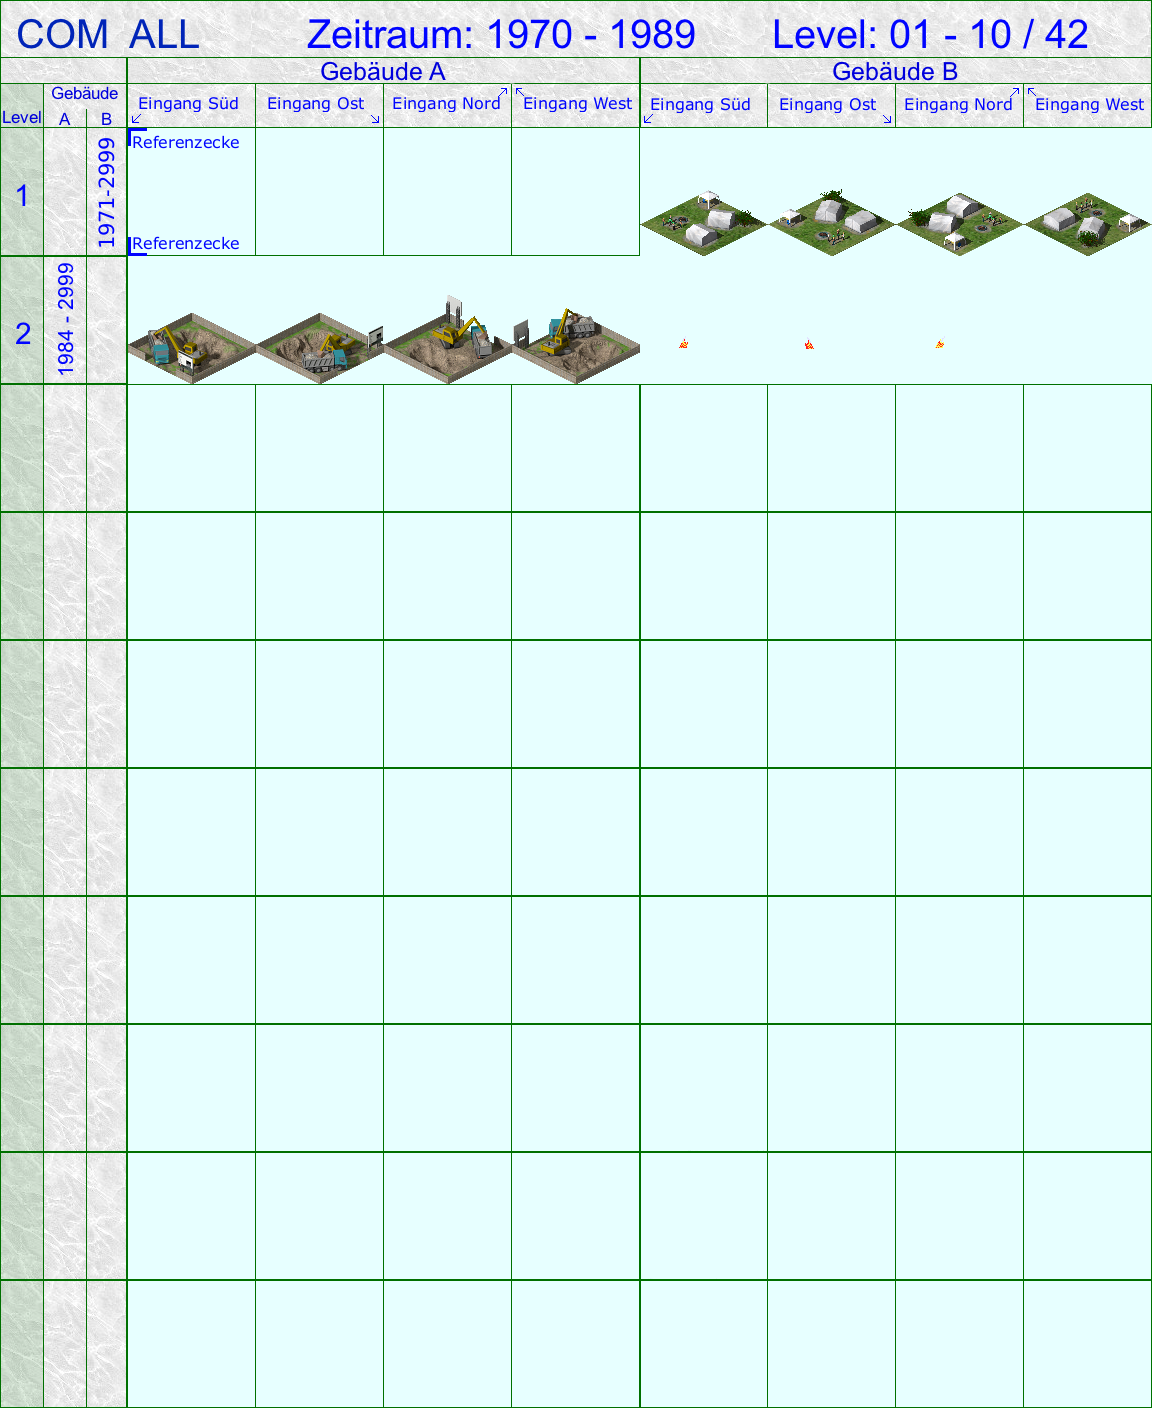 COM ALL Zeitraum: 1970 - 1989 Level: 01 - 10 / 42
Gebäude A Gebäude B
Level Gebäude A B Eingang Süd Eingang Ost Eingang Nord Eingang West Eingang Süd Eingang Ost Eingang Nord Eingang West
1 1971-2999 Referenzecke
Referenzecke
2 1984 - 2999